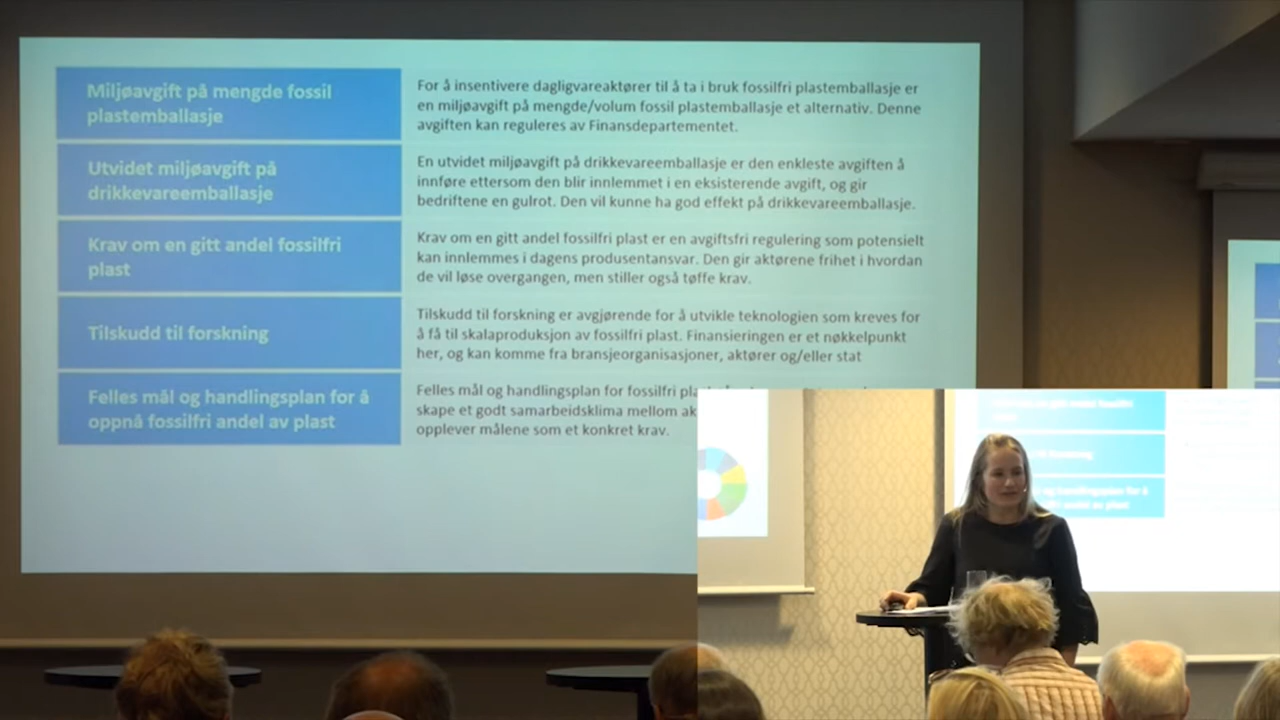 Miljøavgift på mengde fossil
plastemballasje
For å insentivere dagligvareaktører til å ta i bruk fossilfri plastemballasje er
en miljøavgift på mengde/volum fossil plastemballasje et alternativ. Denne
avgiften kan reguleres av Finansdepartementet.
Utvidet miljøavgift på
drikkevareemballasje
En utvidet miljøavgift på drikkevareemballasje er den enkleste avgiften å
innføre ettersom den blir innlemmet i en eksisterende avgift, og gir
bedriftene en gulrot. Den vil kunne ha god effekt på drikkevareemballasje.
Krav om en gitt andel fossilfri
plast
Krav om en gitt andel fossilfri plast er en avgiftsfri regulering som potensielt
kan innlemmes i dagens produsentansvar. Den gir aktørene frihet i hvordan
de vil løse overgangen, men stiller også tøffe krav.
Tilskudd til forskning
Tilskudd til forskning er avgjørende for å utvikle teknologien som kreves for
å få til skalaproduksjon av fossilfri plast. Finansieringen er et nøkkelpunkt
her, og kan komme fra bransjeorganisasjoner, aktører og/eller stat
Felles mål og handlingsplan for å
oppnå fossilfri andel av plast
Felles mål og handlingsplan for fossilfri
skape et godt samarbeidsklima mellom
opplever målene som et konkret krav.
og handlingsplan for å
andel av plast